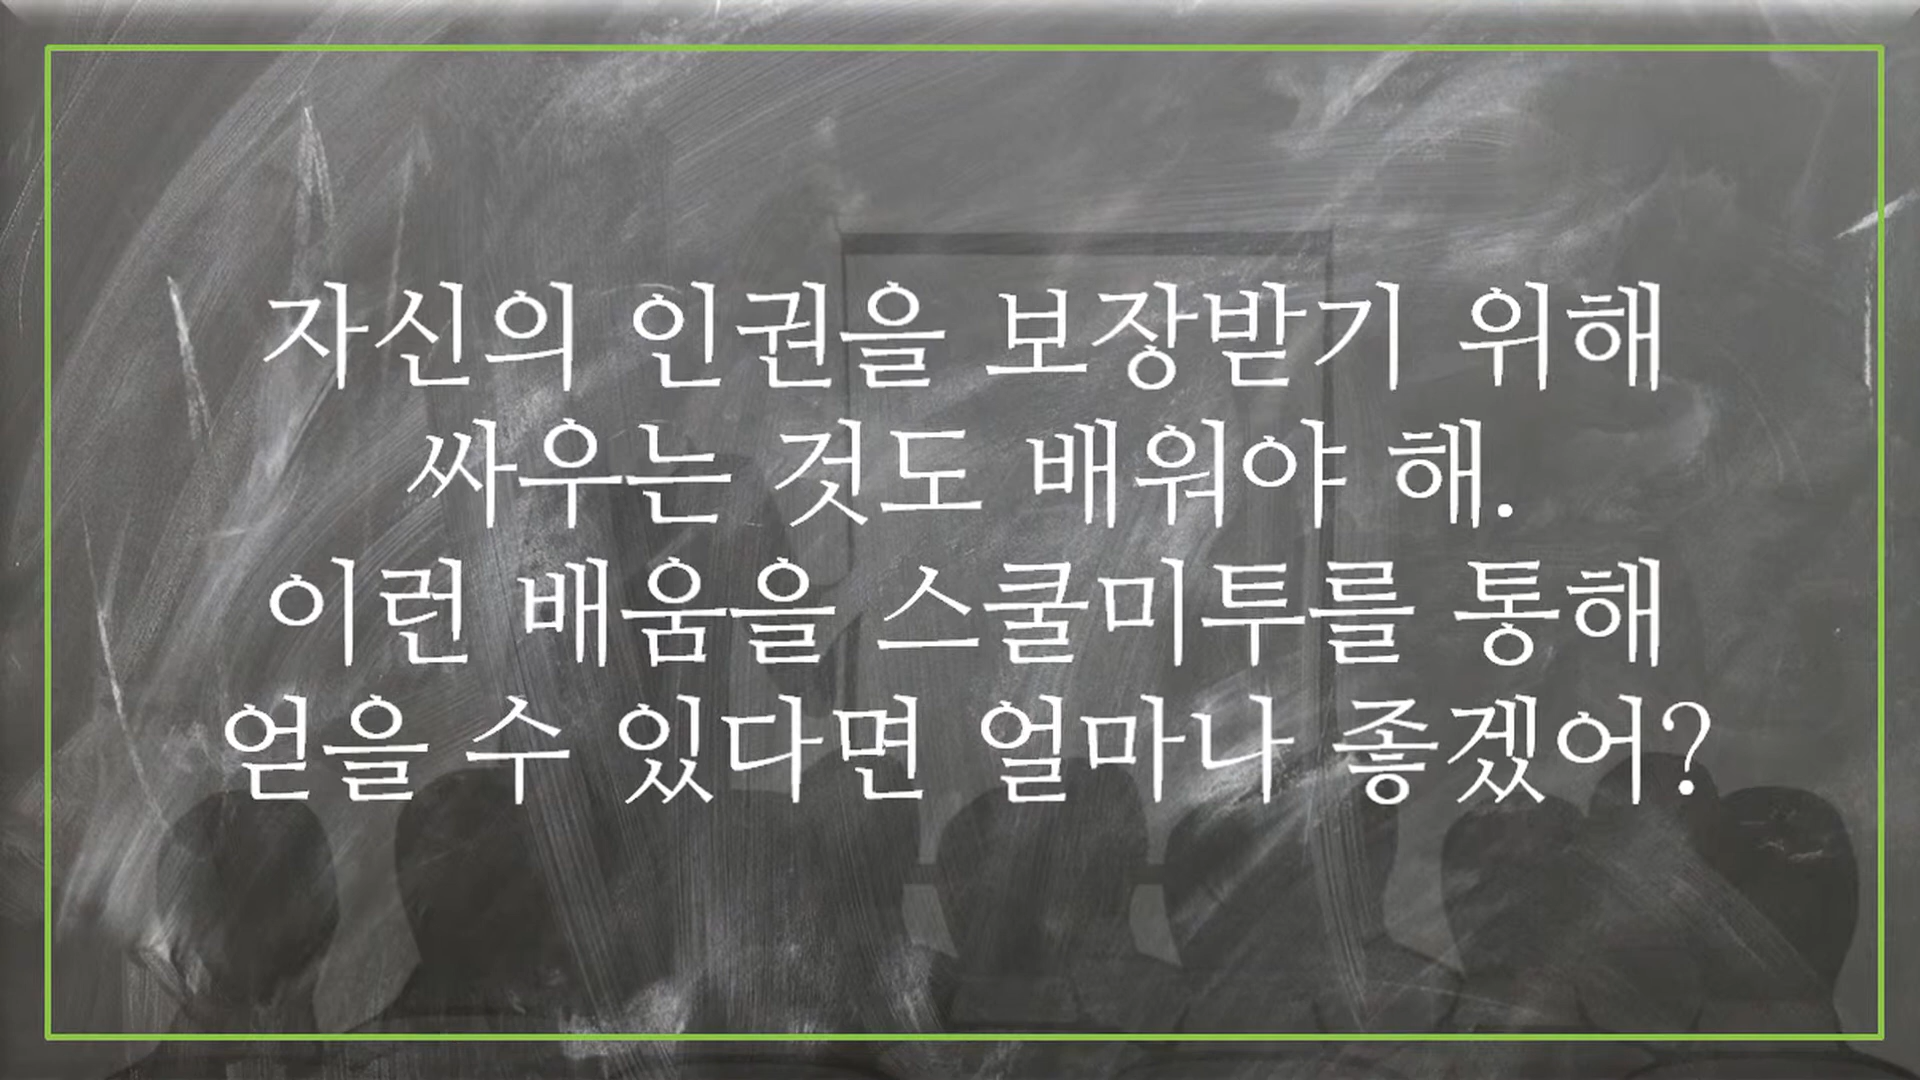 자신의 인권을 보장받기 위해
싸우는 것도 배워야 해.
이런 배움을 스쿨미투를 통해
얻을 수 있다면 얼마나 좋겠어?